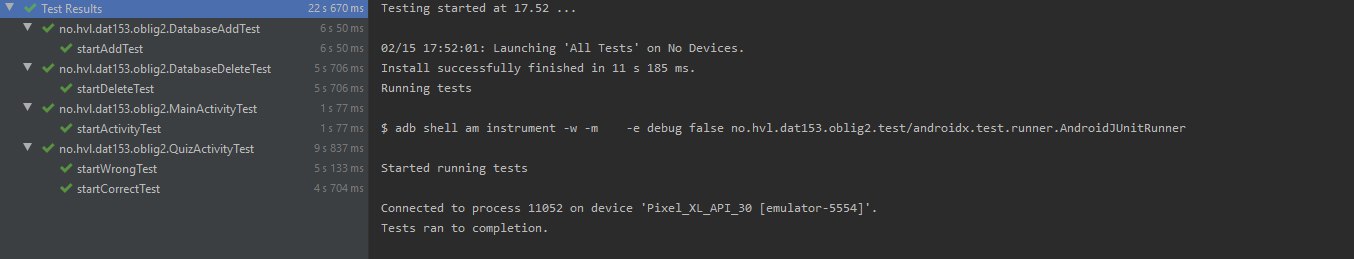 Test Results 22 s 670 ms
no.hvl.dat153.oblig2.DatabaseAddTest 6 s 50 ms
startAddTest 6 s 50 ms
no.hvl.dat153.oblig2.DatabaseDeleteTest 5 s 706 ms
startDeleteTest 5 s 706 ms
no.hvl.dat153.oblig2.MainActivityTest 1 s 77 ms
startActivityTest 1 s 77 ms
no.hvl.dat153.oblig2.QuizActivityTest 9 s 837 ms
startWrongTest 5 s 133 ms
startCorrectTest 4 s 704 ms
Testing started at 17.52 ...
02/15 17:52:01: Launching 'All Tests' on No Devices.
Install successfully finished in 11 s 185 ms.
Running tests
$ adb shell am instrument -w -m    -e debug false no.hvl.dat153.oblig2.test/androidx.test.runner.AndroidJUnitRunner
Started running tests
Connected to process 11052 on device 'Pixel_XL_API_30 [emulator-5554]'.
Tests ran to completion.